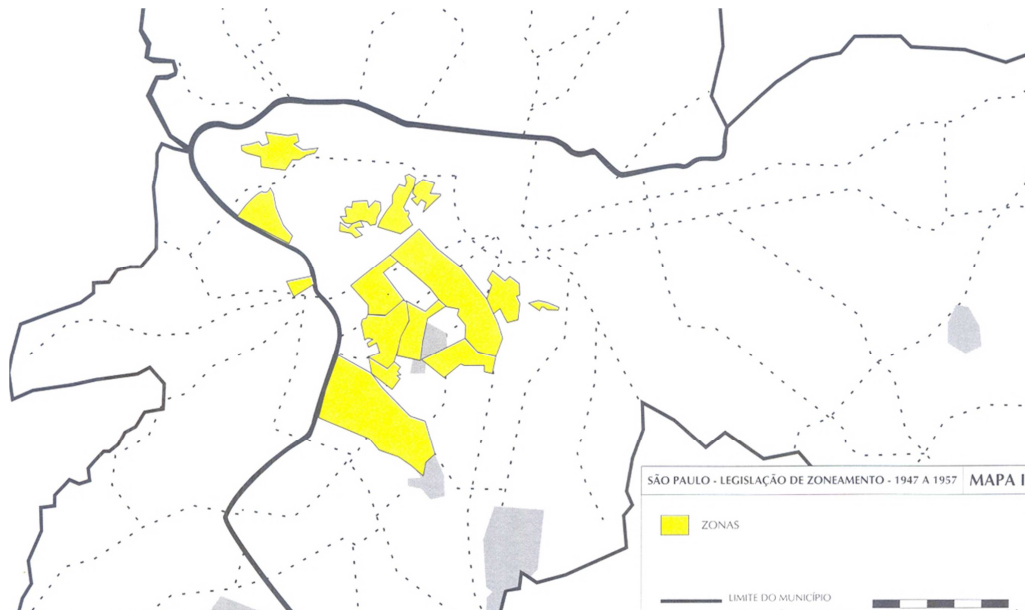 SÃO PAULO - LEGISLAÇÃO DE ZONEAMENTO - 1947 A 1957
MAPA I
ZONAS
LIMITE DO MUNICÍPIO